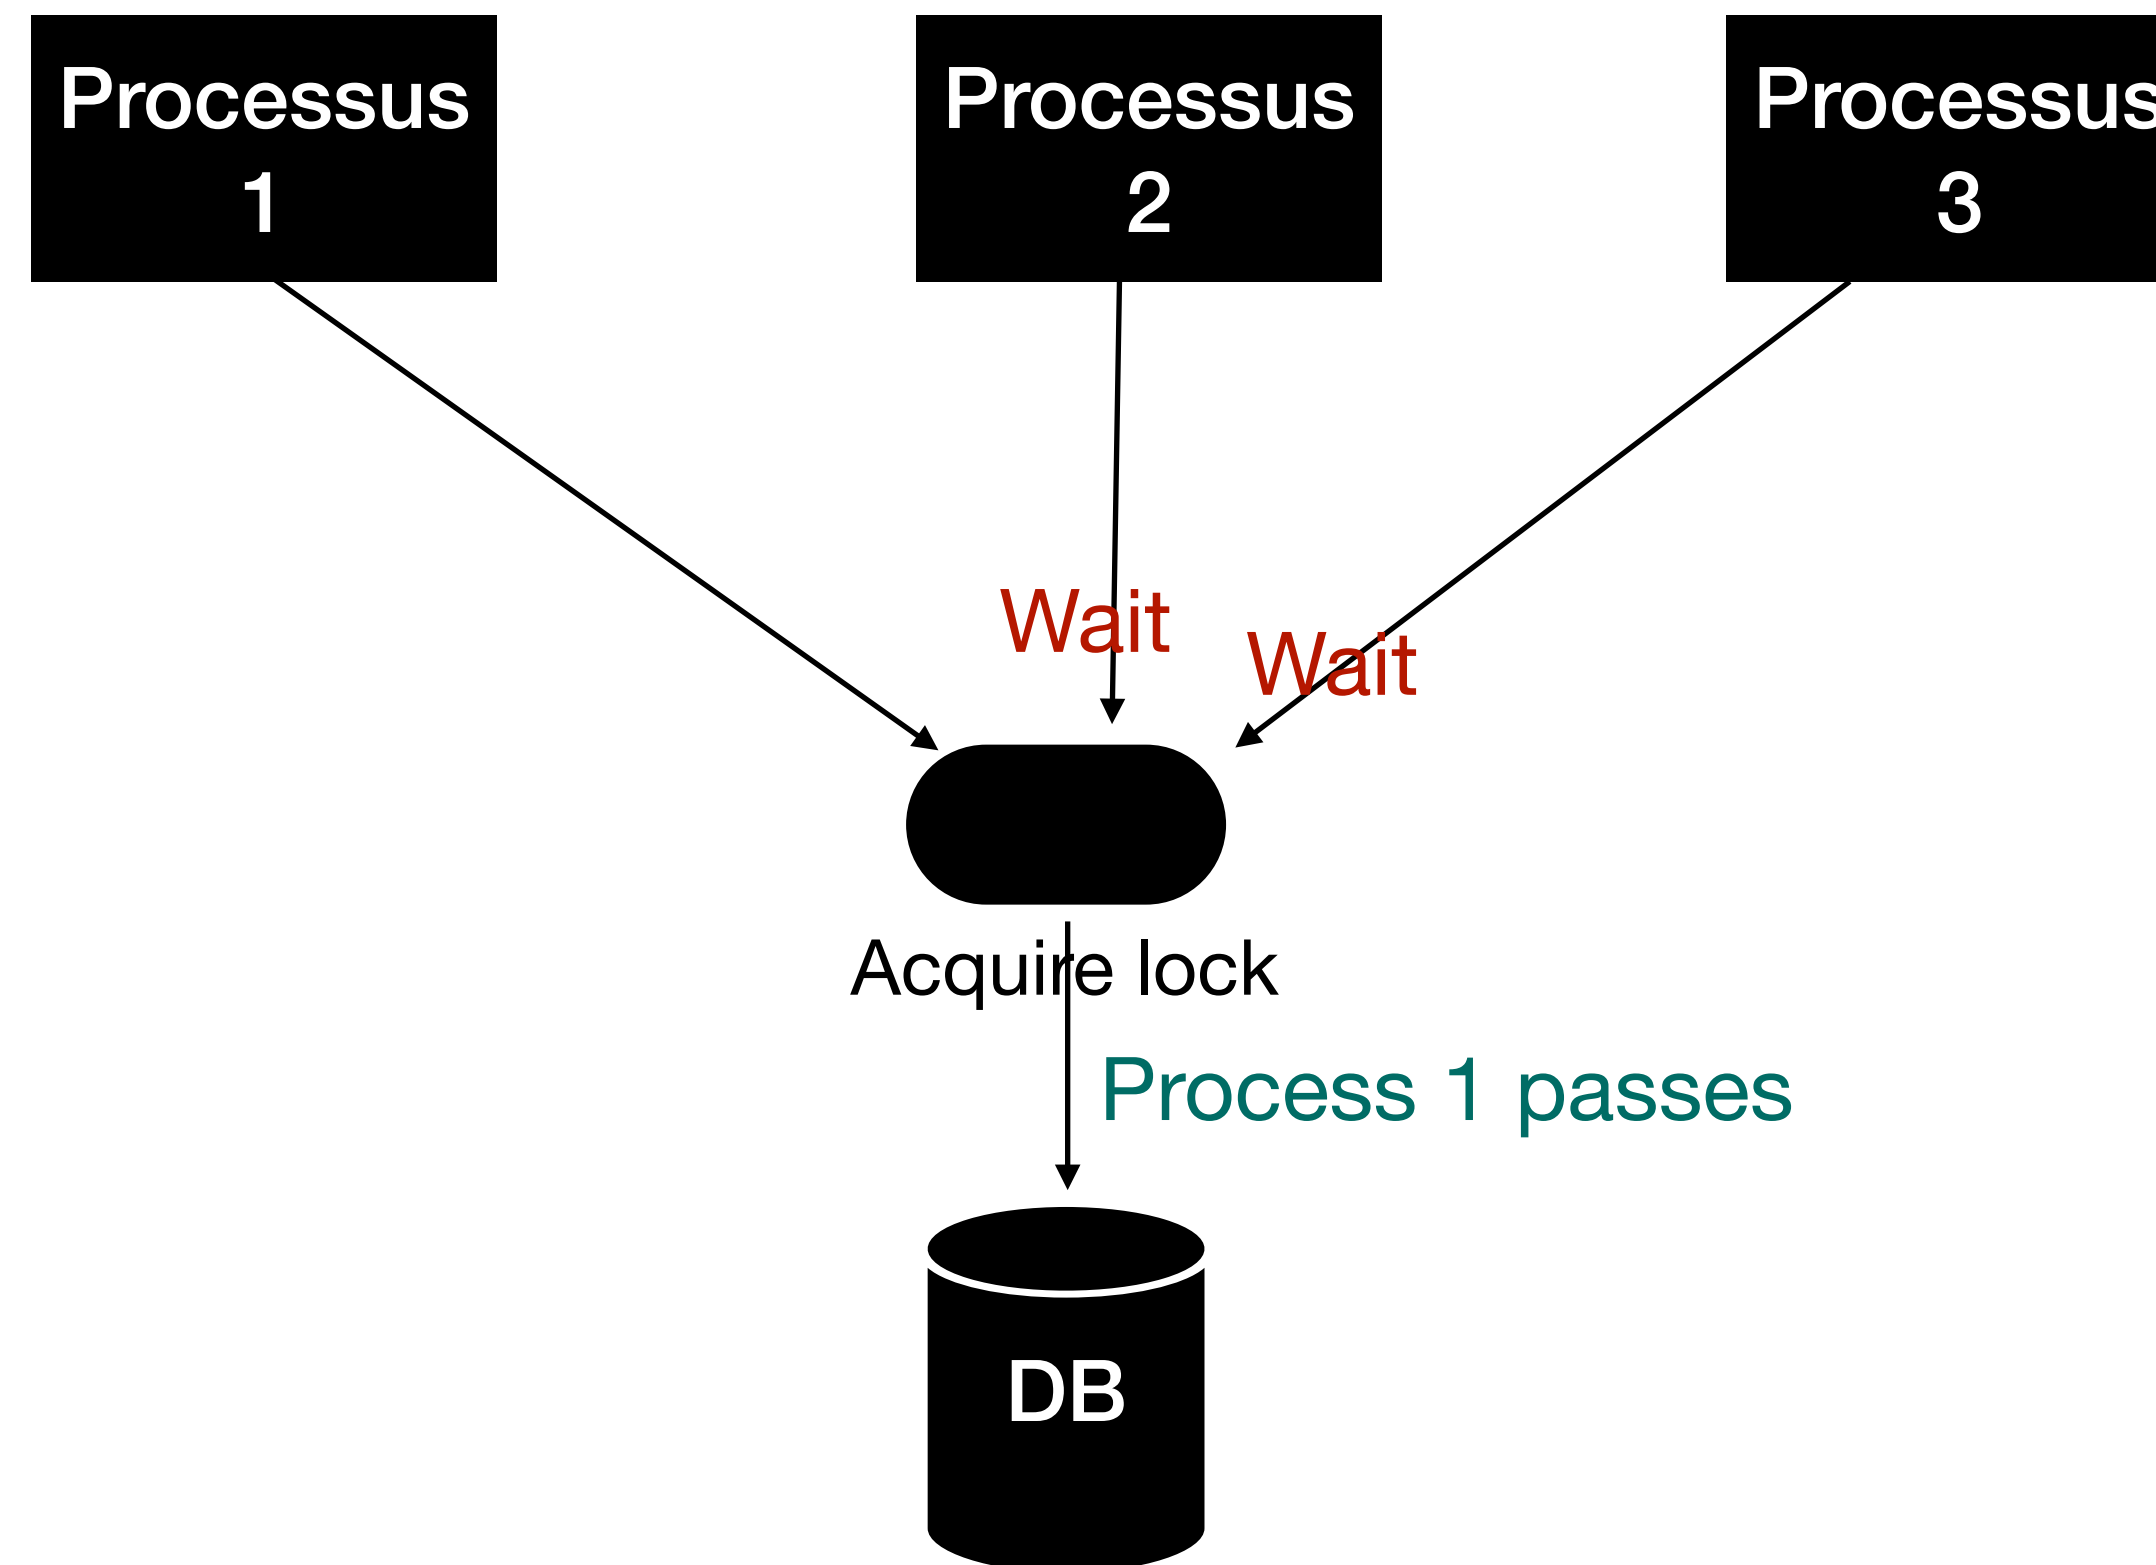 Processus
1
Processus
2
Processus
3
Wait
Wait
Acquire lock
Process 1 passes
DB